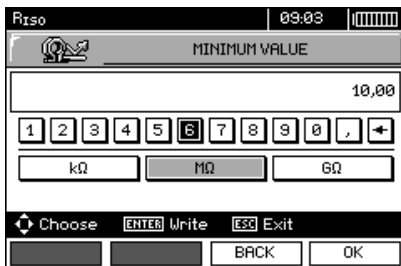 RISO 09:03
MINIMUM VALUE
10,00
1 2 3 4 5 6 7 8 9 0 ,
kΩ MΩ GΩ
Choose ENTER Write ESC Exit
BACK OK